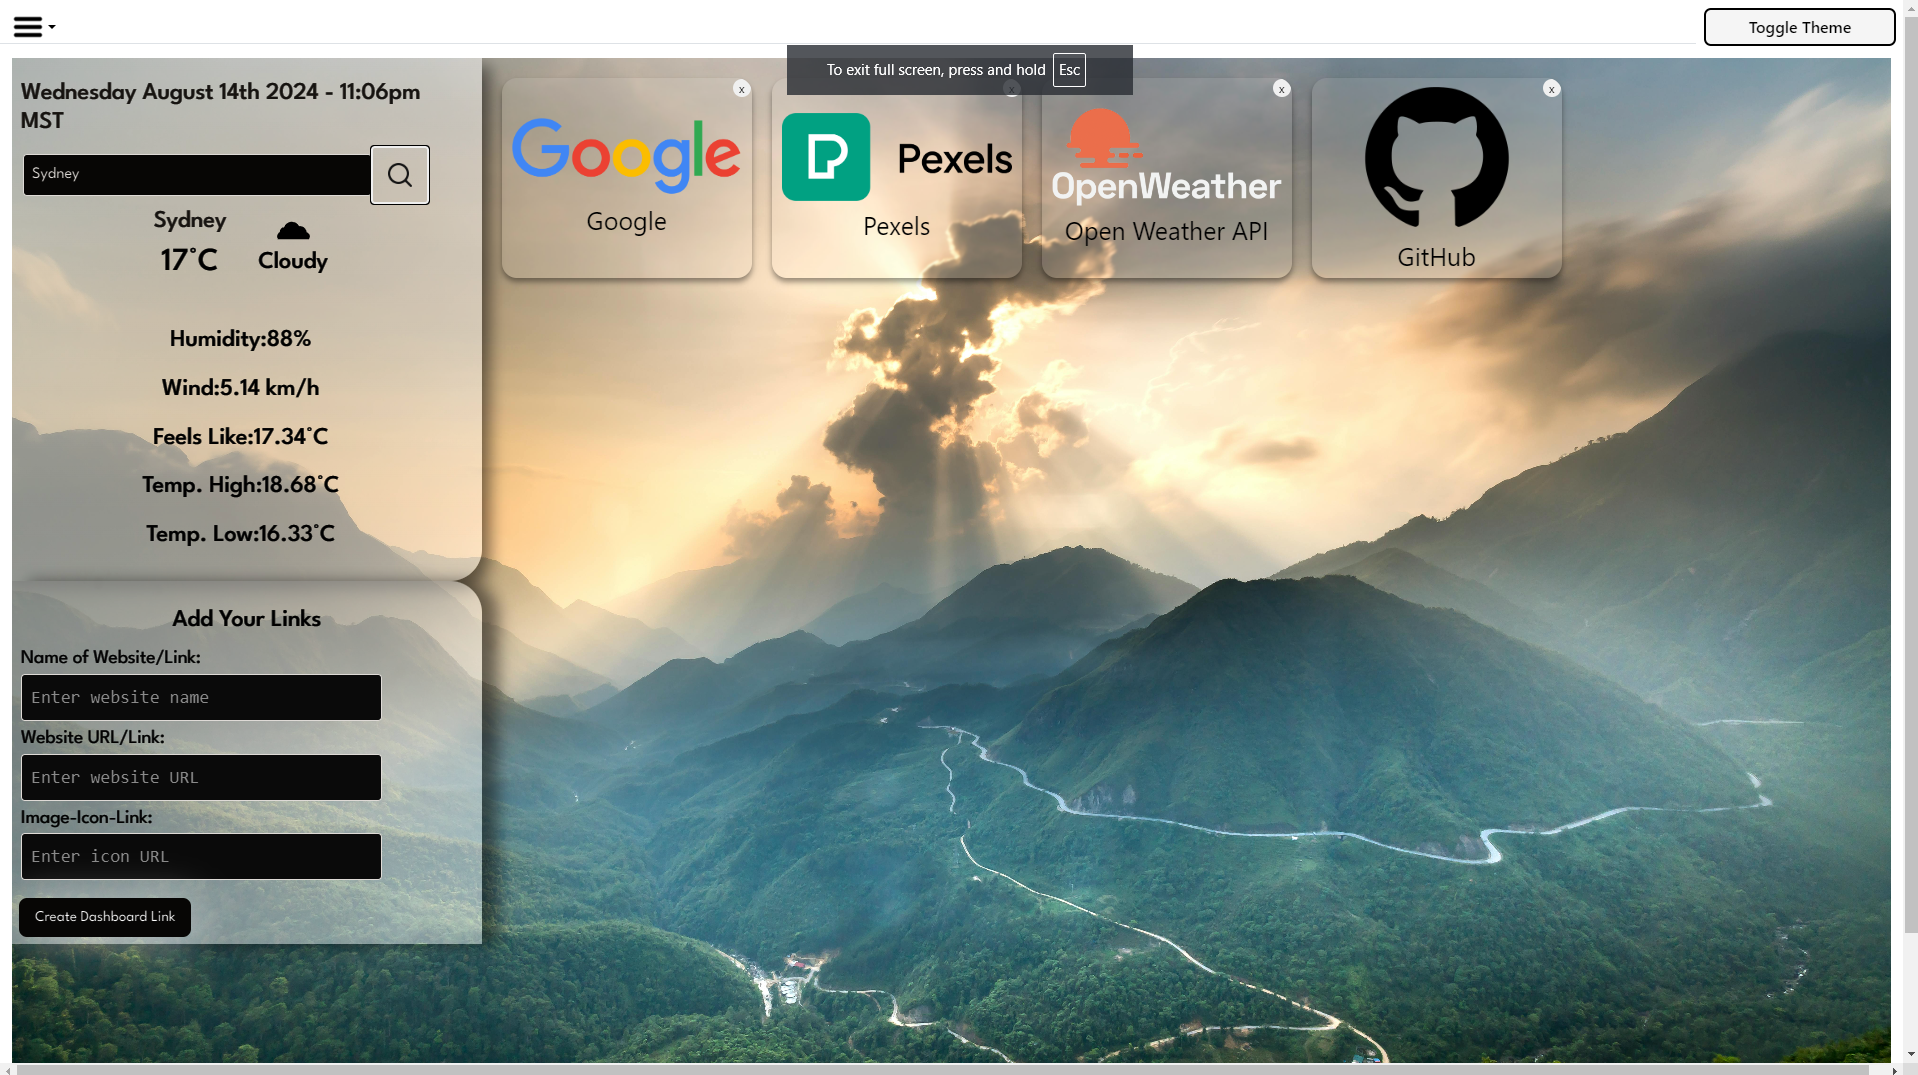 Toggle Theme
To exit full screen, press and hold Esc
Wednesday August 14th 2024 - 11:06pm
MST
Sydney
Sydney
17°C
Cloudy
Humidity:88%
Wind:5.14 km/h
Feels Like:17.34°C
Temp. High:18.68°C
Temp. Low:16.33°C
Add Your Links
Name of Website/Link:
Enter website name
Website URL/Link:
Enter website URL
Image-Icon-Link:
Enter icon URL
Create Dashboard Link
x
Google
Google
x
Pexels
Pexels
x
OpenWeather
Open Weather API
x
GitHub